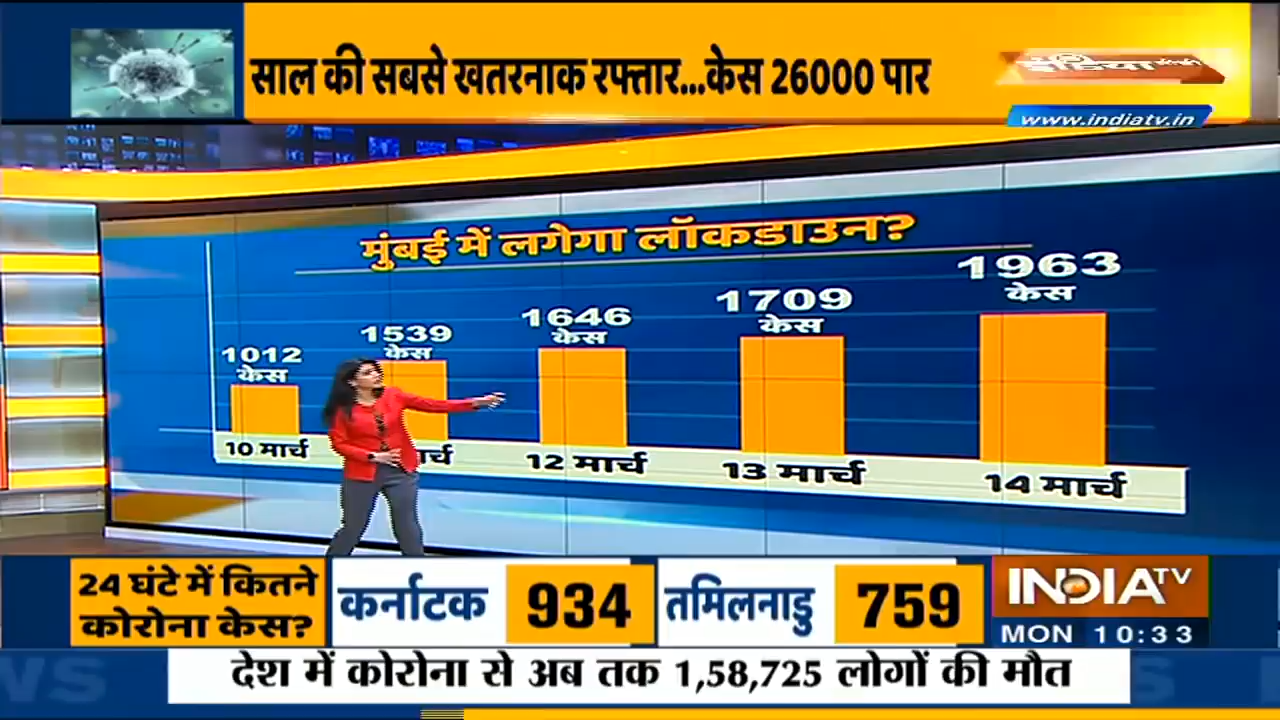 साल की सबसे खतरनाक रफ्तार...केस 26000 पार
इंडिया टीवी
www.indiatv.in
मुंबई में लगेगा लॉकडाउन?
1012
केस
1539
केस
1646
केस
1709
केस
1963
केस
10 मार्च
र्च
12 मार्च
13 मार्च
14 मार्च
24 घंटे में कितने
कोरोना केस?
कर्नाटक 934
तमिलनाडु 759
INDIA TV
MON 10:33
देश में कोरोना से अब तक 1,58,725 लोगों की मौत